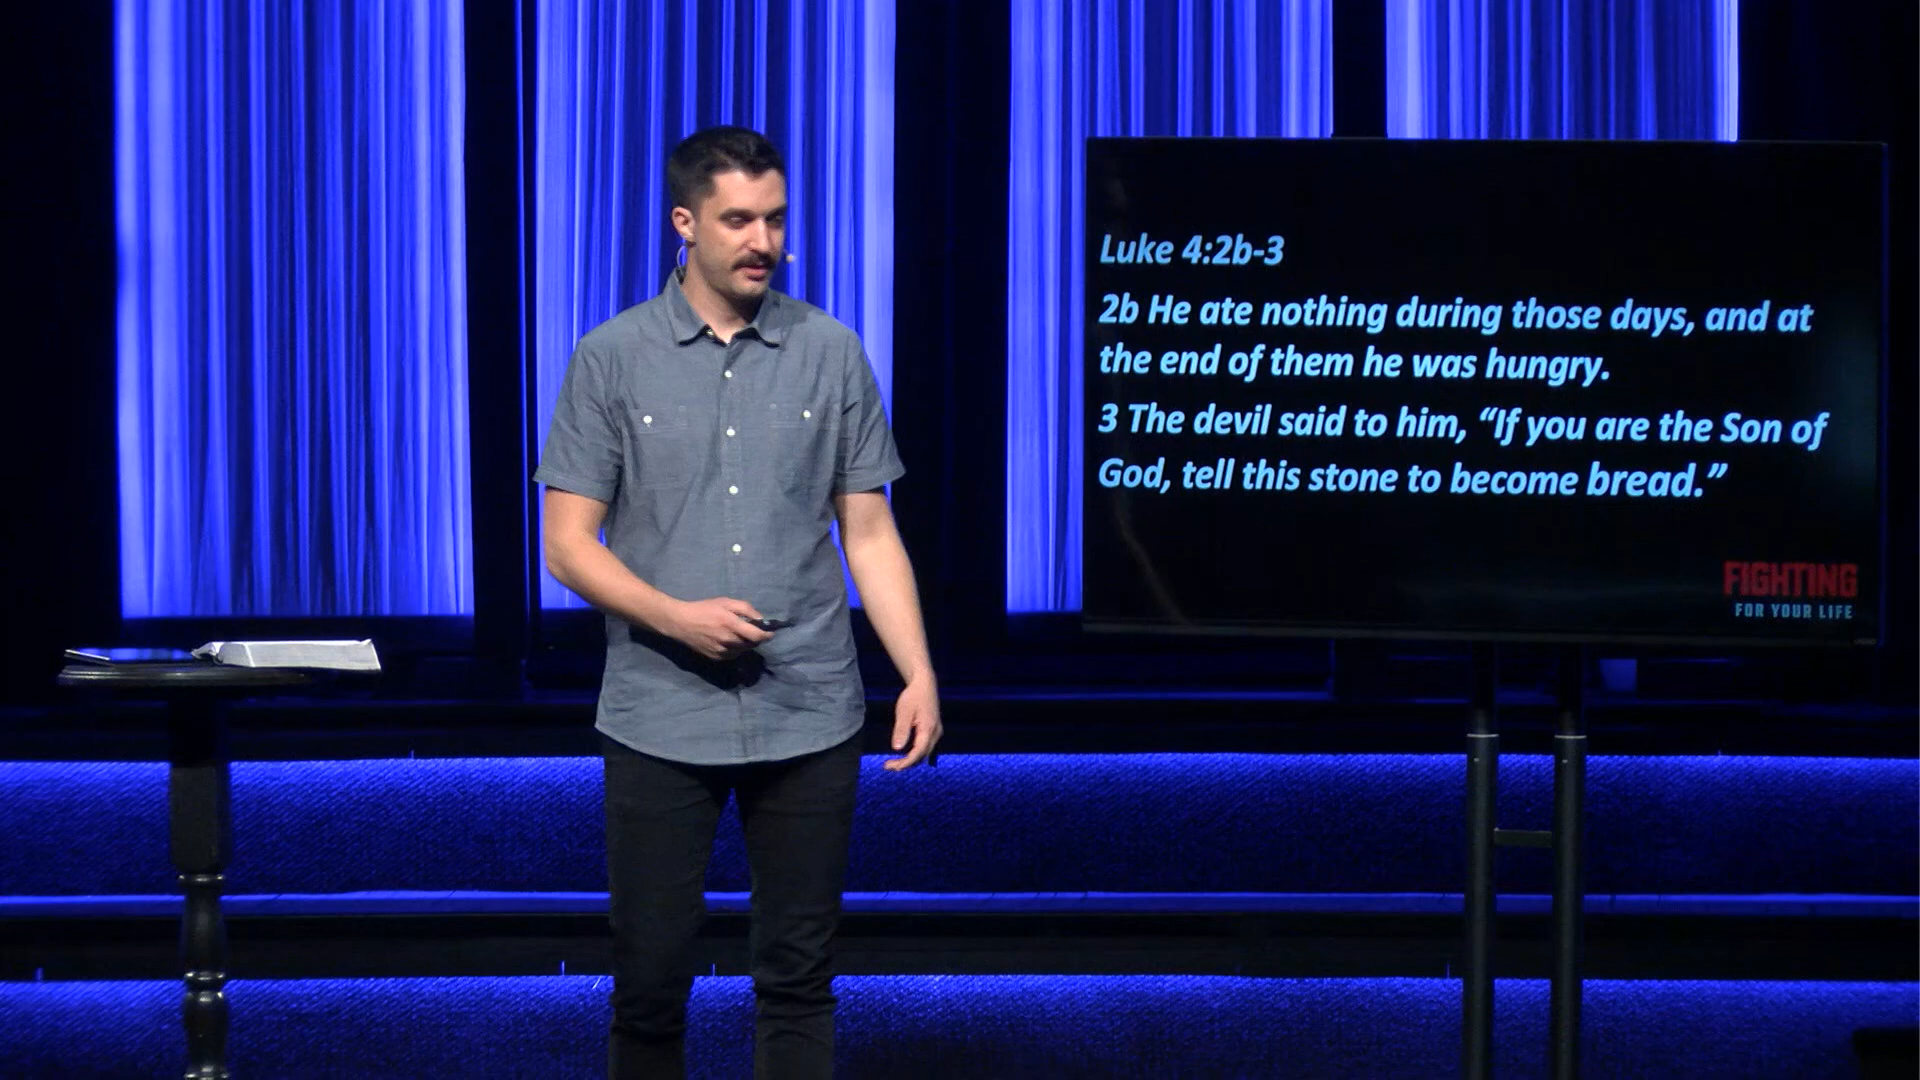 Luke 4:2b-3
2b He ate nothing during those days, and at
the end of them he was hungry.
3 The devil said to him, “If you are the Son of
God, tell this stone to become bread.”
FIGHTING
FOR YOUR LIFE